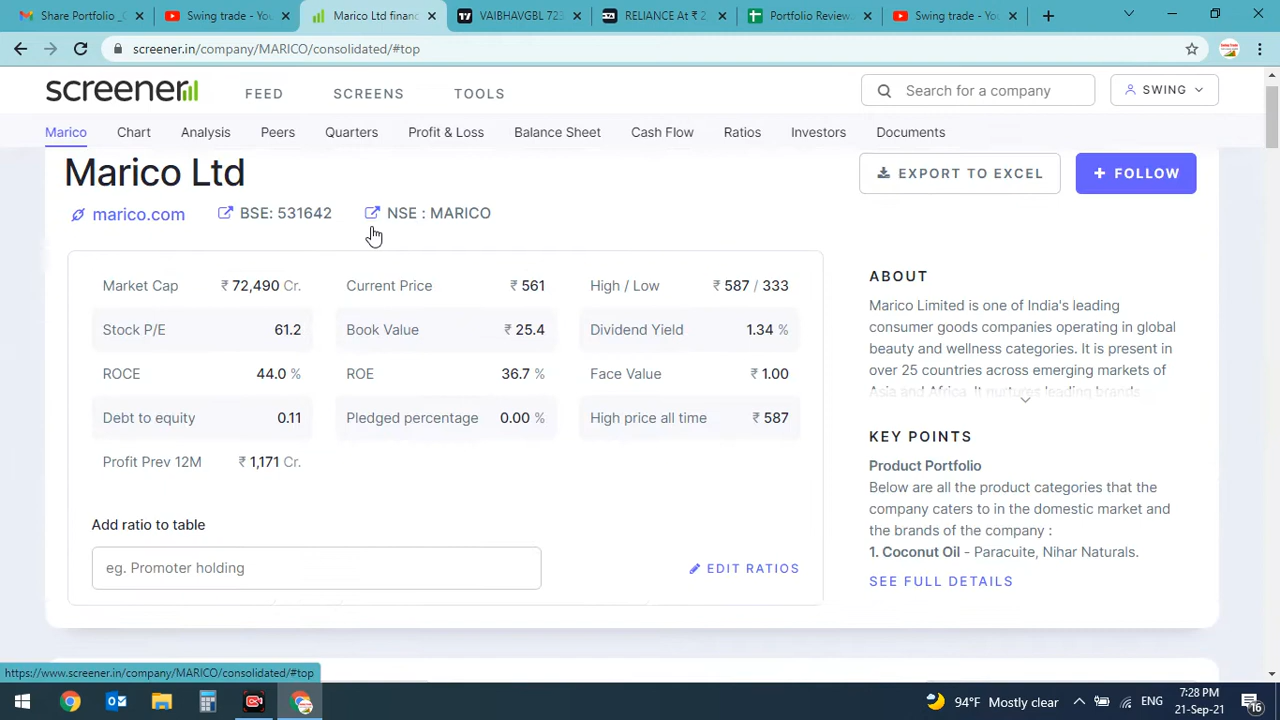 Share Portfolio _C
Swing trade - You
Marico Ltd financ
VAIBHAVGBL 723
RELIANCE At ₹ 2,
Portfolio Review
Swing trade - You
screener.in/company/MARICO/consolidated/#top
screener
FEED
SCREENS
TOOLS
Search for a company
SWING
Marico
Chart
Analysis
Peers
Quarters
Profit & Loss
Balance Sheet
Cash Flow
Ratios
Investors
Documents
Marico Ltd
EXPORT TO EXCEL
+ FOLLOW
marico.com
BSE: 531642
NSE : MARICO
Market Cap ₹ 72,490 Cr.
Current Price ₹ 561
High / Low ₹ 587 / 333
Stock P/E 61.2
Book Value ₹ 25.4
Dividend Yield 1.34 %
ROCE 44.0 %
ROE 36.7 %
Face Value ₹ 1.00
Debt to equity 0.11
Pledged percentage 0.00 %
High price all time ₹ 587
Profit Prev 12M ₹ 1,171 Cr.
Add ratio to table
eg. Promoter holding
EDIT RATIOS
ABOUT
Marico Limited is one of India's leading
consumer goods companies operating in global
beauty and wellness categories. It is present in
over 25 countries across emerging markets of
Asia and Africa. It nurtures leading brands
KEY POINTS
Product Portfolio
Below are all the product categories that the
company caters to in the domestic market and
the brands of the company :
1. Coconut Oil - Paracuite, Nihar Naturals.
SEE FULL DETAILS
https://www.screener.in/company/MARICO/consolidated/#top
94°F Mostly clear
ENG
7:28 PM
21-Sep-21
16